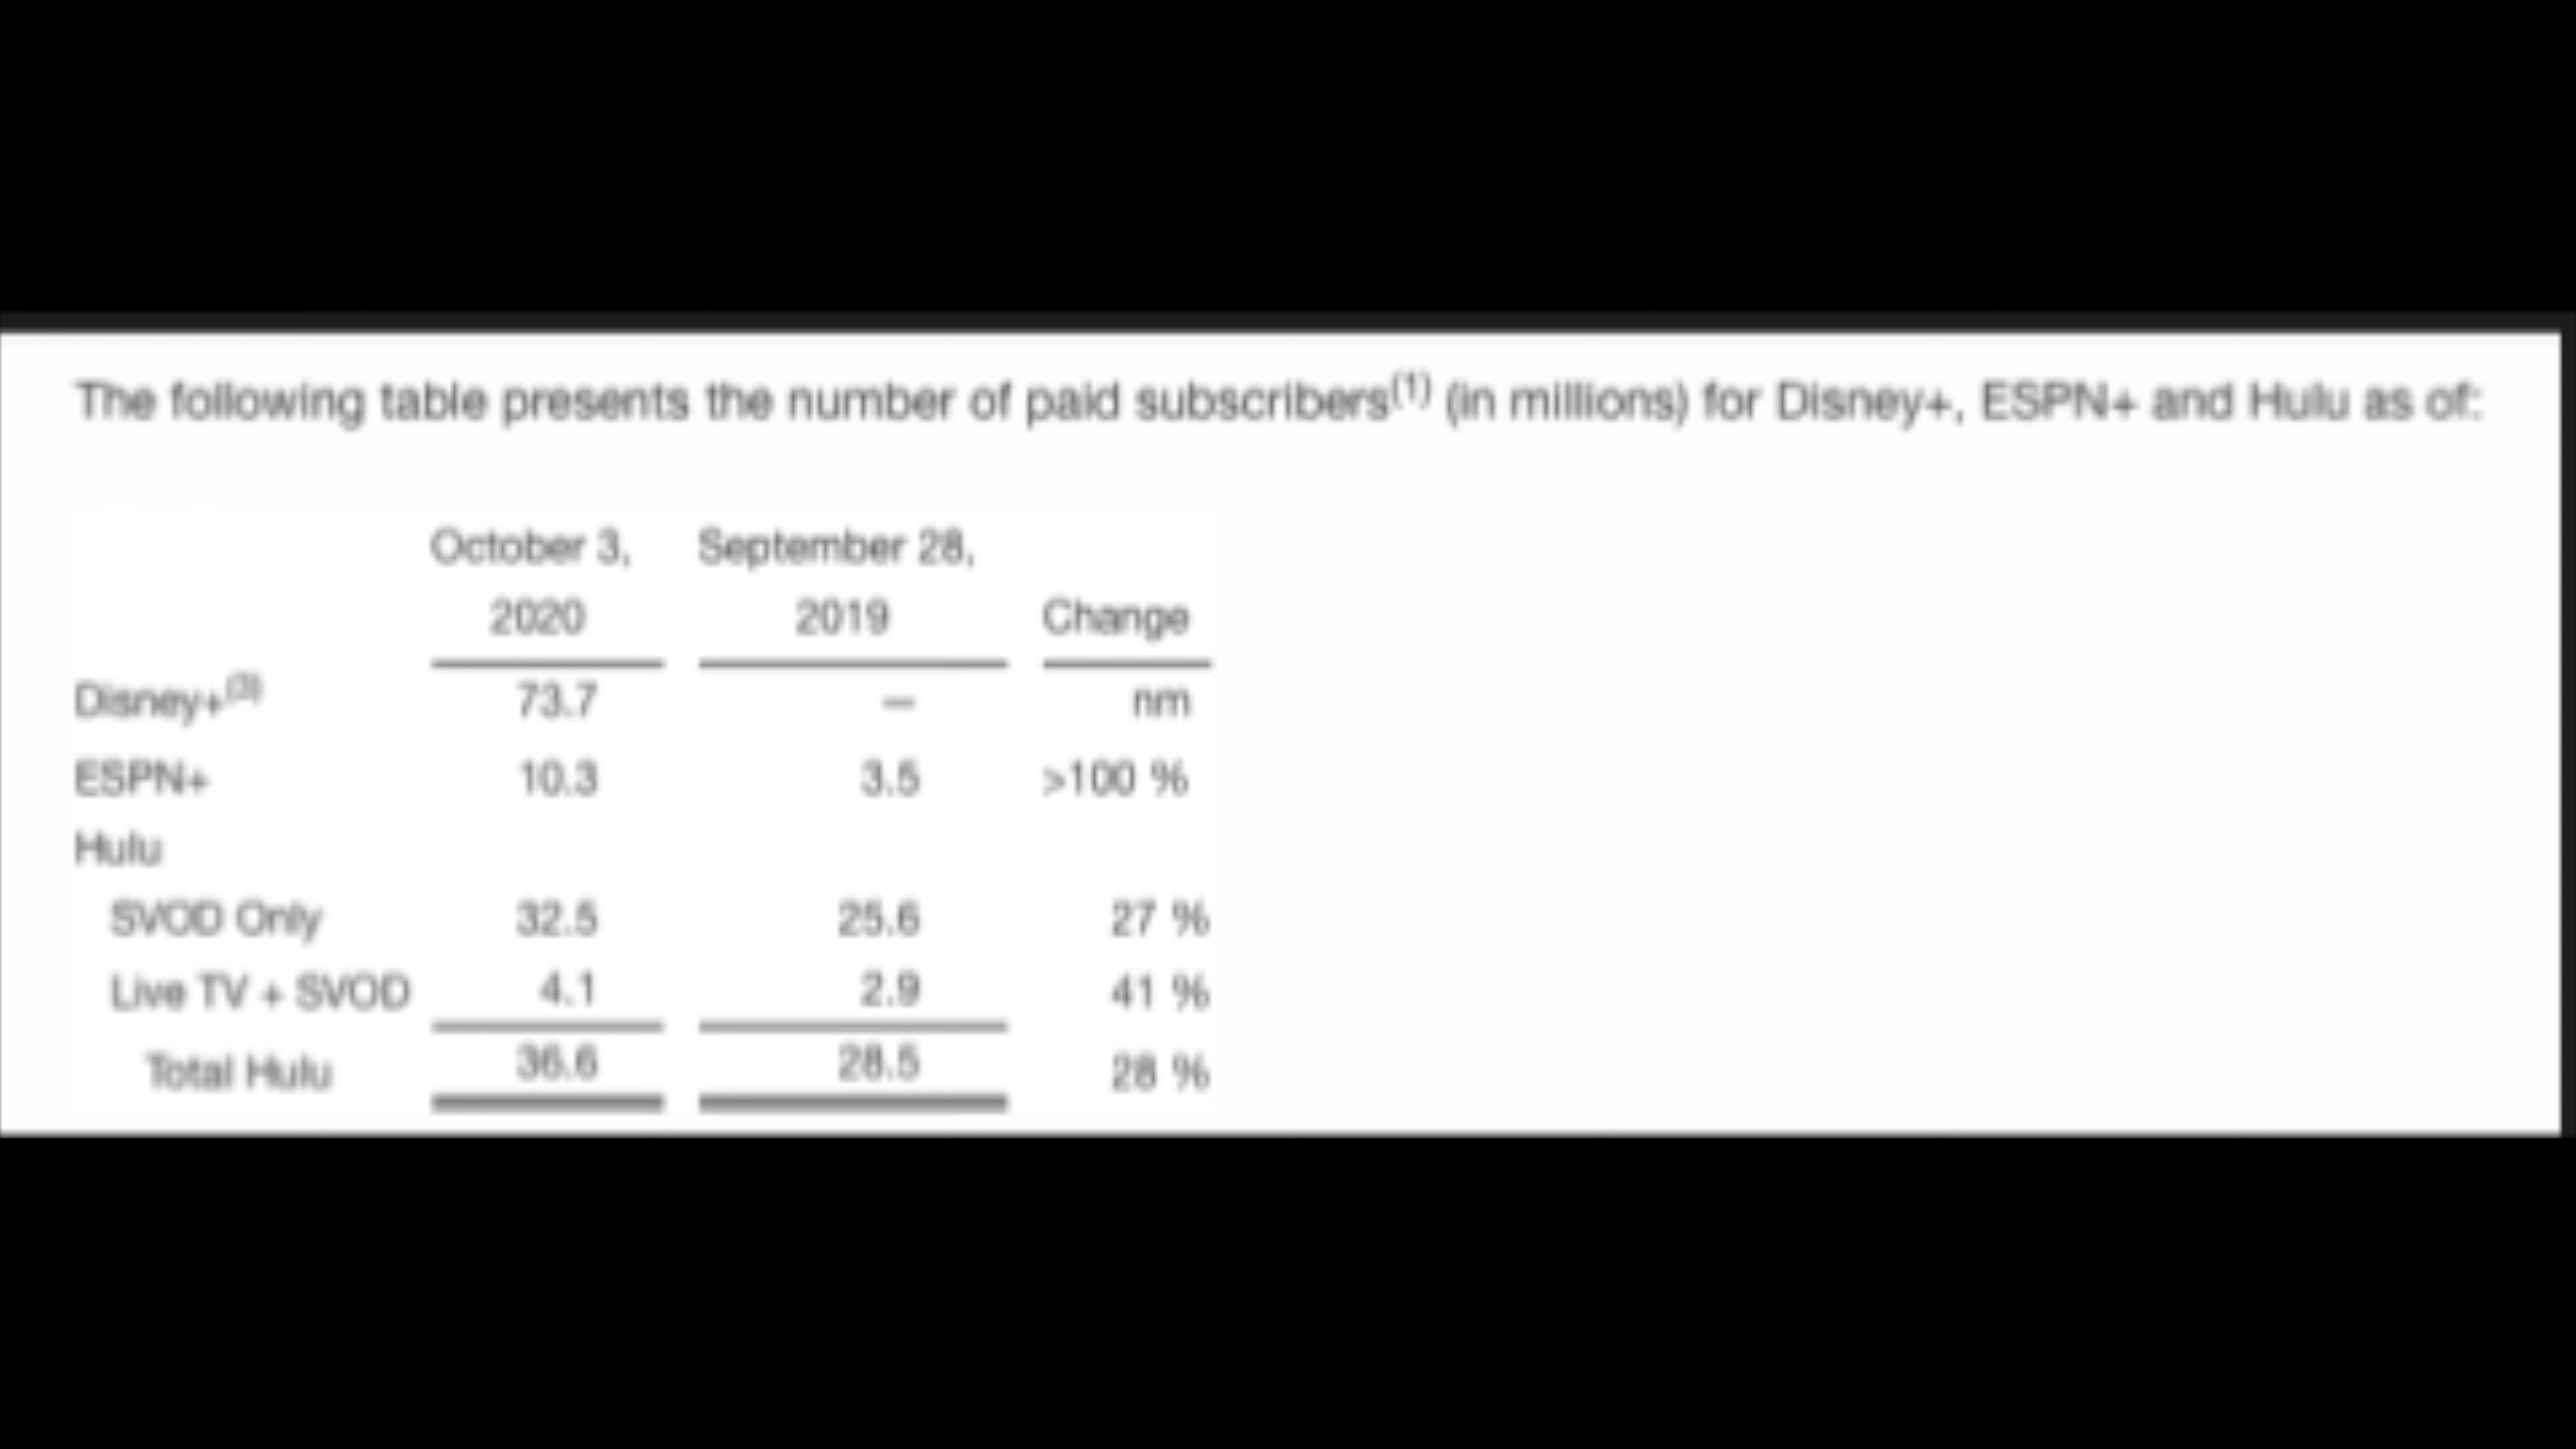 The following table presents the number of paid subscribers(1) (in millions) for Disney+, ESPN+ and Hulu as of:
October 3, September 28,
2020 2019 Change
Disney+(3) 73.7 — nm
ESPN+ 10.3 3.5 >100 %
Hulu
SVOD Only 32.5 25.6 27 %
Live TV + SVOD 4.1 2.9 41 %
Total Hulu 36.6 28.5 28 %